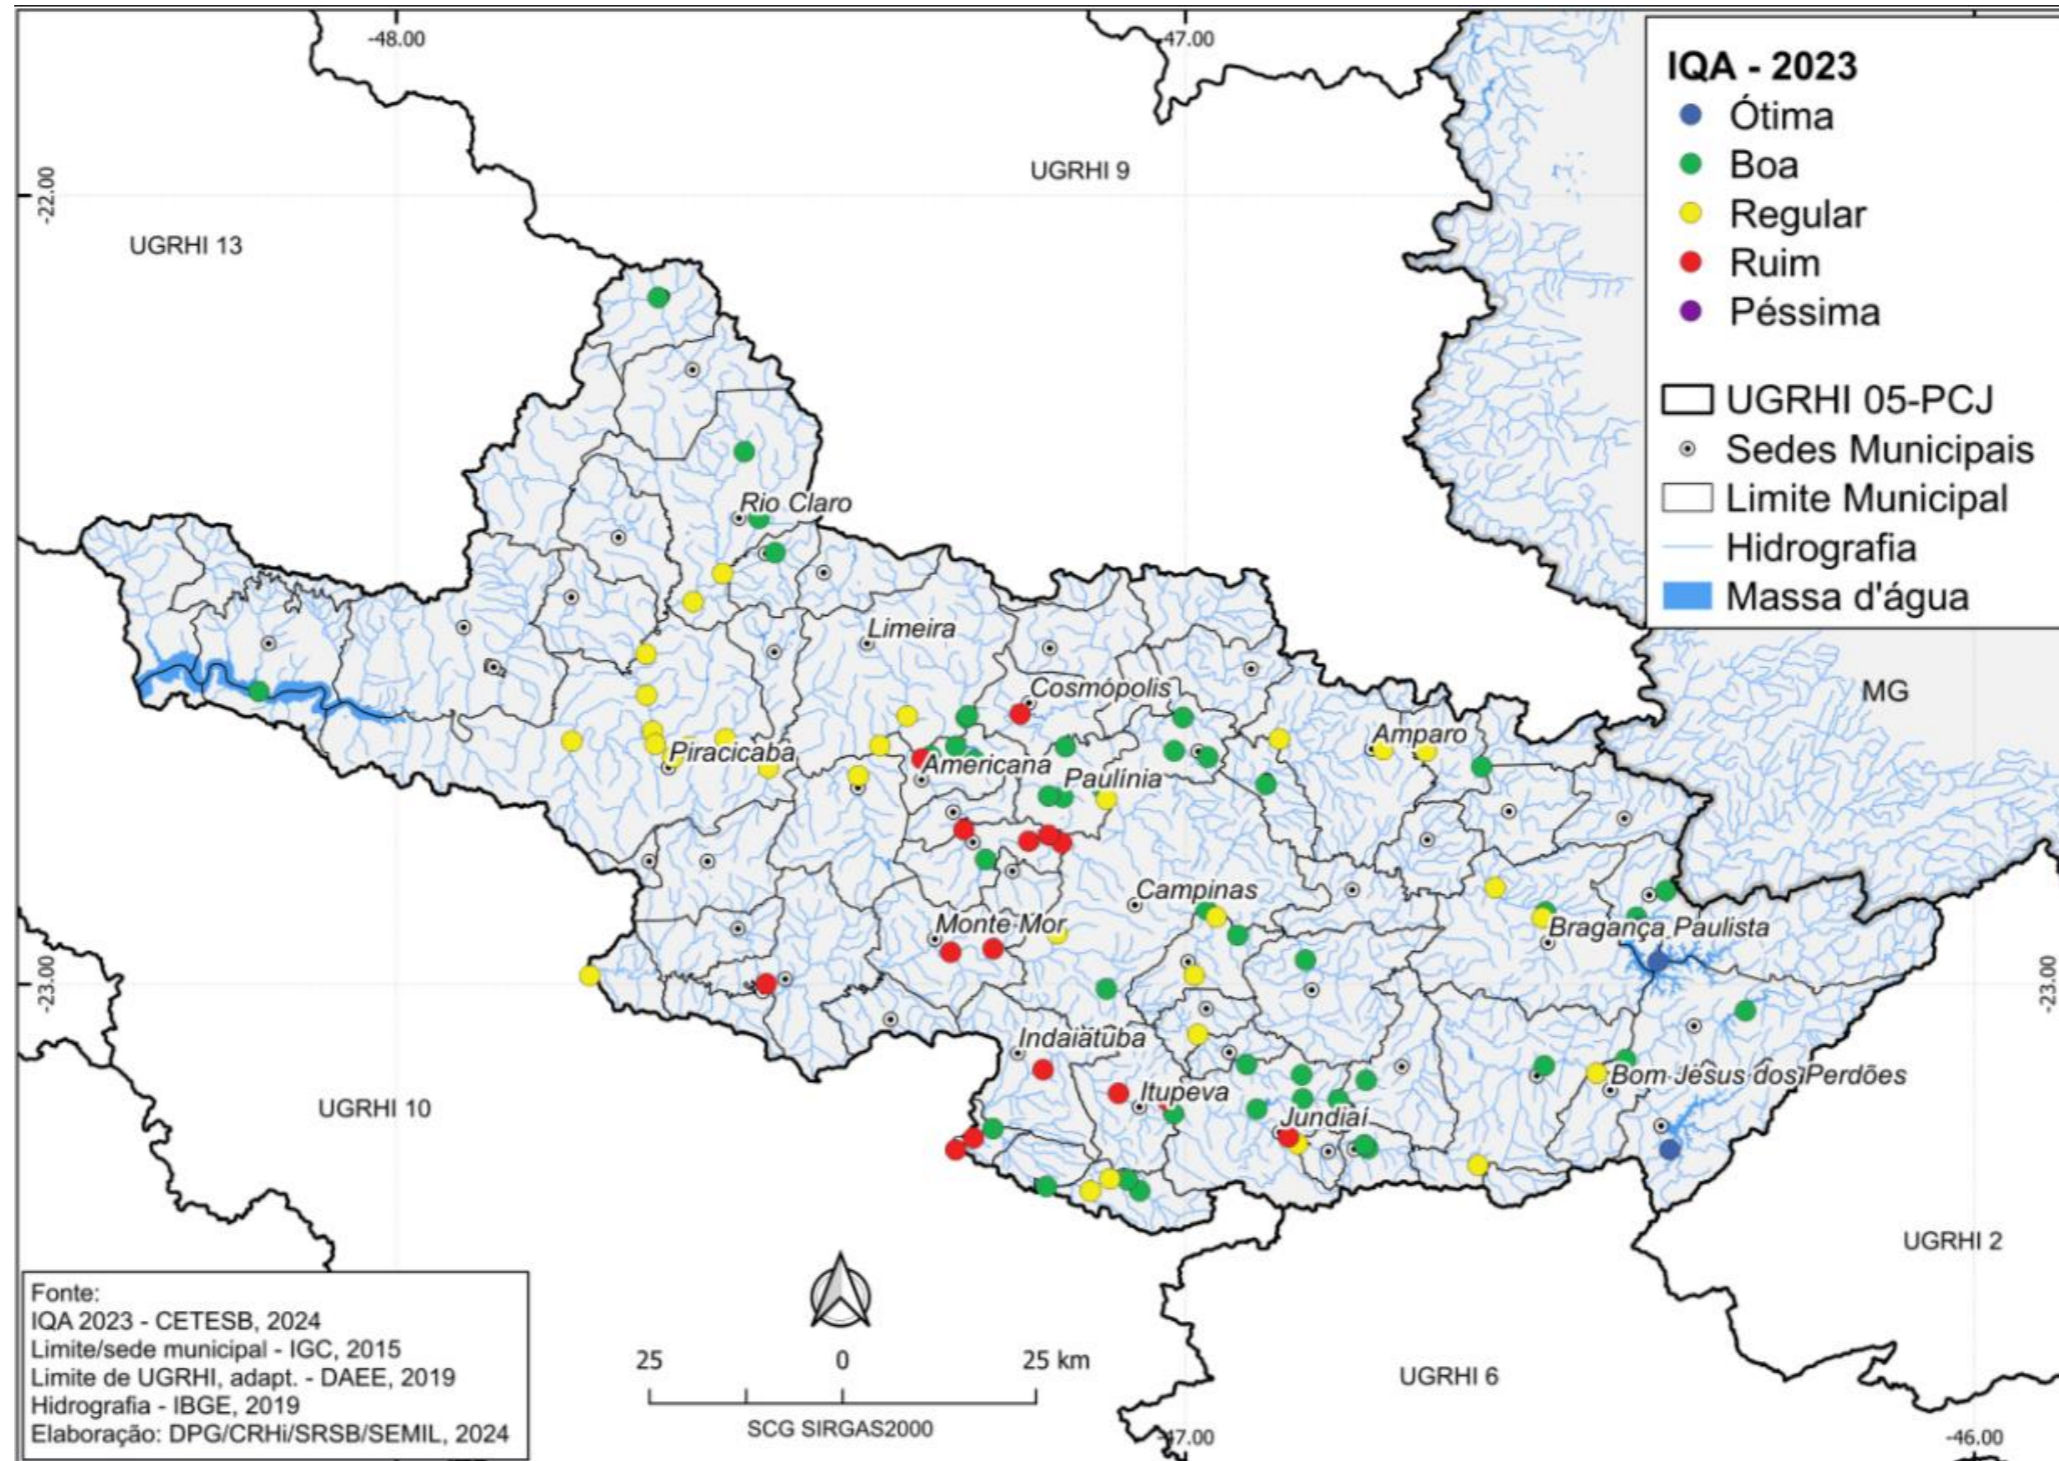 -48.00
-47.00
-22.00
UGRHI 9
UGRHI 13
IQA - 2023
Ótima
Boa
Regular
Ruim
Péssima
UGRHI 05-PCJ
Sedes Municipais
Limite Municipal
Hidrografia
Massa d'água
Rio Claro
Limeira
Cosmópolis
MG
Amparo
Piracicaba
Americana
Paulínia
Campinas
Monte Mor
Bragança Paulista
-23.00
-23.00
Indaiatuba
Itupeva
Bom Jesus dos Perdões
Jundiaí
UGRHI 10
UGRHI 2
UGRHI 6
Fonte:
IQA 2023 - CETESB, 2024
Limite/sede municipal - IGC, 2015
Limite de UGRHI, adapt. - DAEE, 2019
Hidrografia - IBGE, 2019
Elaboração: DPG/CRHi/SRSB/SEMIL, 2024
25 0 25 km
SCG SIRGAS2000
-47.00
-46.00